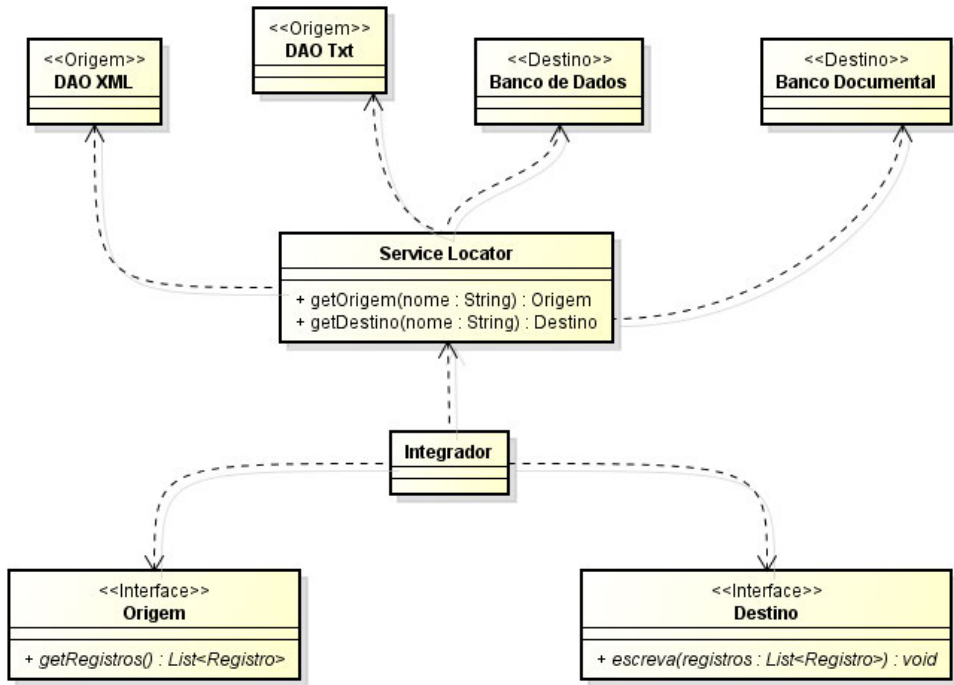 <<Origem>>
DAO XML
<<Origem>>
DAO Txt
<<Destino>>
Banco de Dados
<<Destino>>
Banco Documental
Service Locator
+ getOrigem(nome : String) : Origem
+ getDestino(nome : String) : Destino
Integrador
<<Interface>>
Origem
+ getRegistros() : List<Registro>
<<Interface>>
Destino
+ escreva(registros : List<Registro>) : void